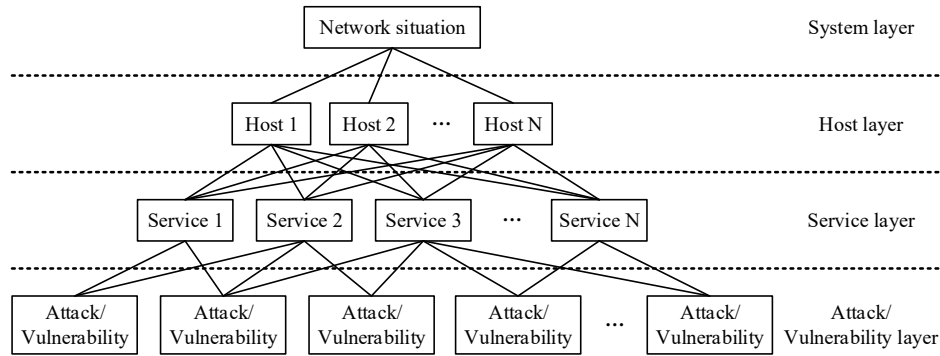 Network situation
System layer
Host 1
Host 2
...
Host N
Host layer
Service 1
Service 2
Service 3
...
Service N
Service layer
Attack/
Vulnerability
Attack/
Vulnerability
Attack/
Vulnerability
Attack/
Vulnerability
...
Attack/
Vulnerability
Attack/
Vulnerability layer